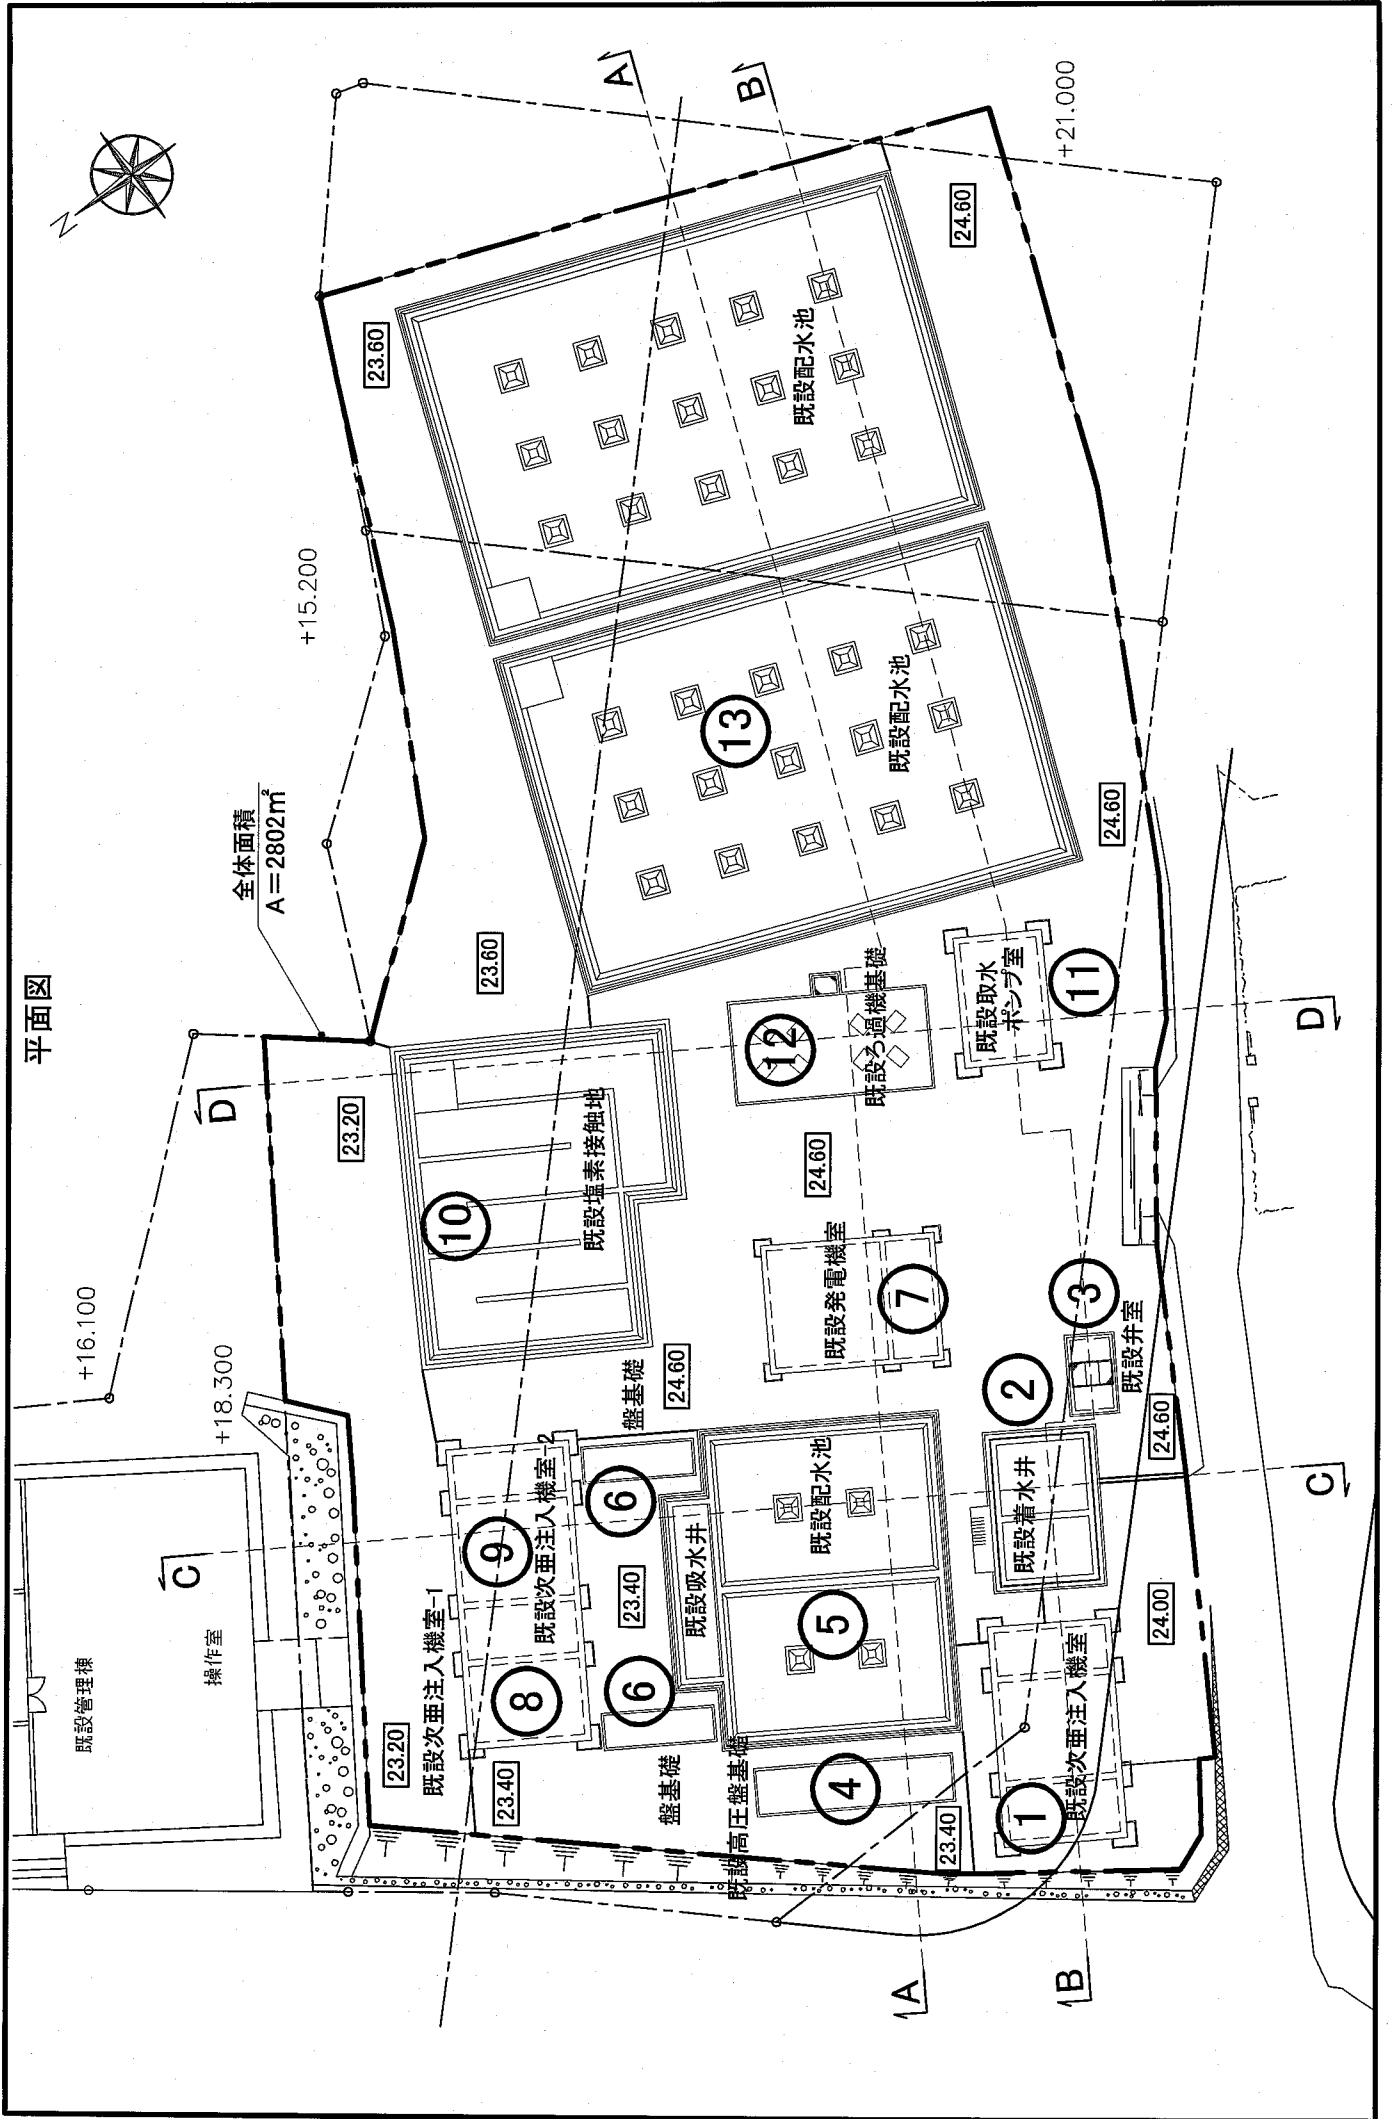 平面図
N
A
B
+21.000
24.60
23.60
既設配水池
+15.200
13
既設配水池
24.60
全体面積
A=2802m²
23.60
D
23.20
10
既設塩素接触地
12
既設ろ過機基礎
既設取水
ポンプ室
11
D
24.60
+16.100
+18.300
既設発電機室
7
3
既設弁室
2
24.60
盤基礎
24.60
C
既設管理棟
操作室
既設次亜注入機室-1
9
既設次亜注入機室-2
8
6
23.40
6
既設吸水井
既設配水池
5
既設着水井
C
24.00
23.20
23.40
盤基礎
既設高圧盤基礎
4
23.40
1
既設次亜注入機室
A
B